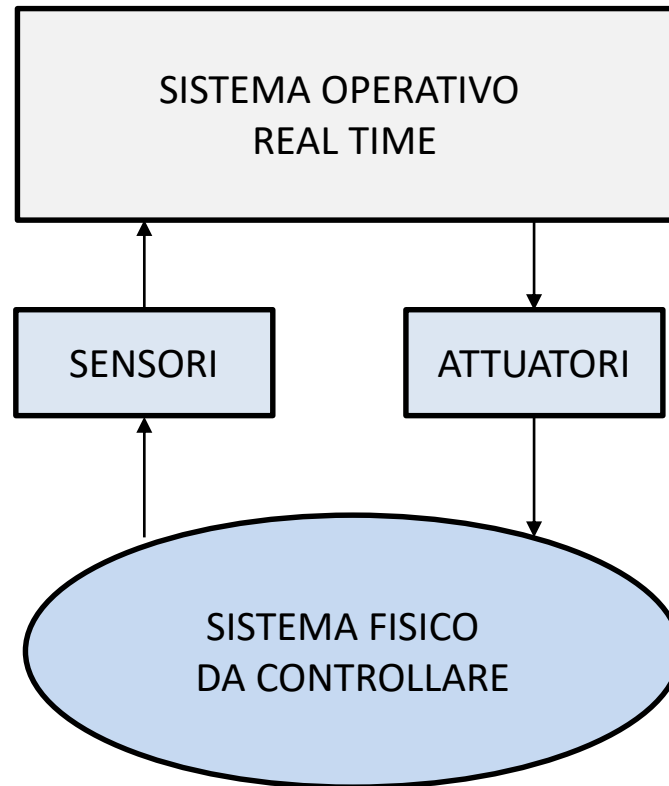 SISTEMA OPERATIVO
REAL TIME
SENSORI
ATTUATORI
SISTEMA FISICO
DA CONTROLLARE